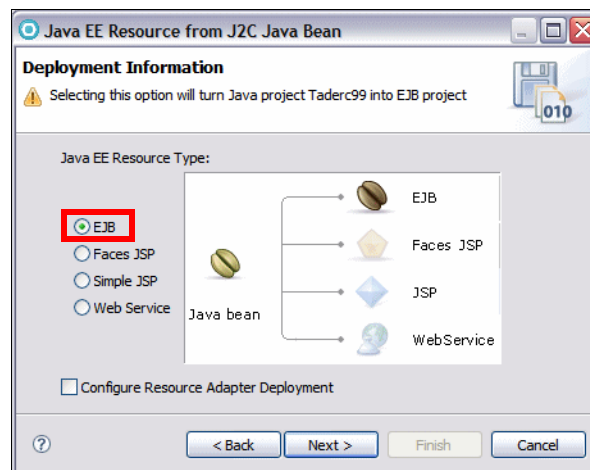 Java EE Resource from J2C Java Bean
Deployment Information
Selecting this option will turn Java project Taderc99 into EJB project
010
Java EE Resource Type:
EJB
Faces JSP
Simple JSP
Web Service
Java bean
EJB
Faces JSP
JSP
WebService
Configure Resource Adapter Deployment
?
< Back
Next >
Finish
Cancel